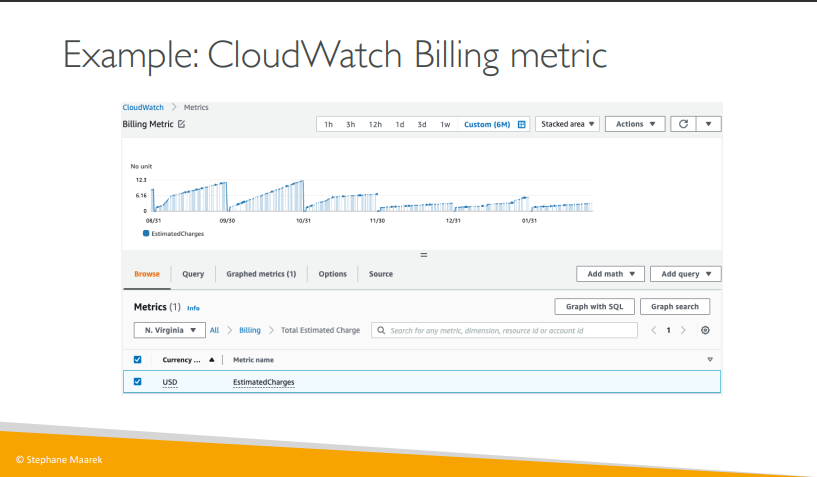 Example: CloudWatch Billing metric
CloudWatch > Metrics
Billing Metric
1h 3h 12h 1d 3d 1w Custom (6M) Stacked area Actions
No unit
12.3
6.16
0
08/31 09/30 10/31 11/30 12/31 01/31
EstimatedCharges
Browse Query Graphed metrics (1) Options Source Add math Add query
Metrics (1) Info Graph with SQL Graph search
N. Virginia All > Billing > Total Estimated Charge Search for any metric, dimension, resource id or account id < 1 >
Currency ... Metric name
USD EstimatedCharges
© Stephane Maarek